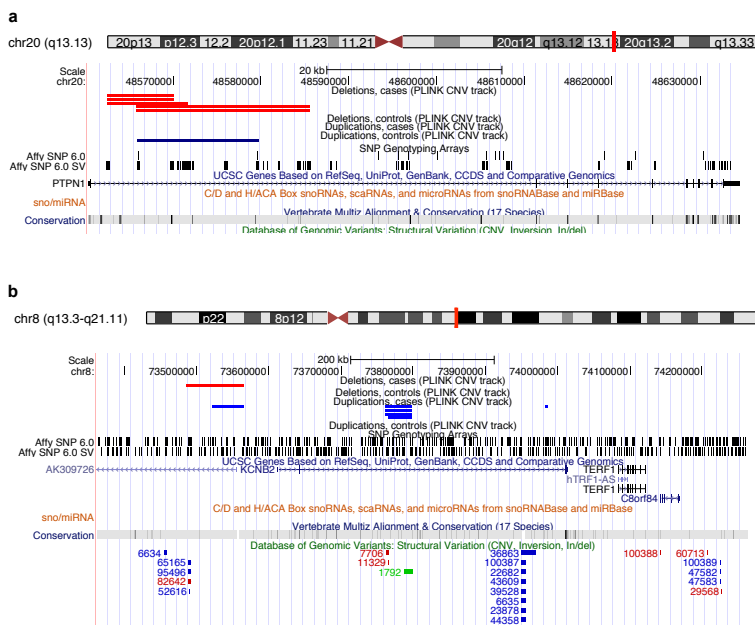 a
chr20 (q13.13) 20p13 p12.3 12.2 20p12.1 11.23 11.21 20q12 q13.12 13.13 20q13.2 q13.33
Scale 20 kb
chr20: 48570000 48580000 48590000 48600000 48610000 48620000 48630000
Deletions, cases (PLINK CNV track)
Deletions, controls (PLINK CNV track)
Duplications, cases (PLINK CNV track)
Duplications, controls (PLINK CNV track)
SNP Genotyping Arrays
Affy SNP 6.0
Affy SNP 6.0 SV
UCSC Genes Based on RefSeq, UniProt, GenBank, CCDS and Comparative Genomics
PTPN1
C/D and H/ACA Box snoRNAs, scaRNAs, and microRNAs from snoRNABase and miRBase
sno/miRNA
Vertebrate Multiz Alignment & Conservation (17 Species)
Conservation
Database of Genomic Variants: Structural Variation (CNV, Inversion, In/del)
b
chr8 (q13.3-q21.11) p22 8p12
Scale 200 kb
chr8: 73500000 73600000 73700000 73800000 73900000 74000000 74100000 74200000
Deletions, cases (PLINK CNV track)
Deletions, controls (PLINK CNV track)
Duplications, cases (PLINK CNV track)
Duplications, controls (PLINK CNV track)
SNP Genotyping Arrays
Affy SNP 6.0
Affy SNP 6.0 SV
UCSC Genes Based on RefSeq, UniProt, GenBank, CCDS and Comparative Genomics
AK309726 KCNB2 TERF1
hTRF1-AS
TERF1
C8orf84
C/D and H/ACA Box snoRNAs, scaRNAs, and microRNAs from snoRNABase and miRBase
sno/miRNA
Vertebrate Multiz Alignment & Conservation (17 Species)
Conservation
Database of Genomic Variants: Structural Variation (CNV, Inversion, In/del)
6634 7706 36863 100388 60713
65165 11329 100387 100389
95496 1792 22682 47582
82642 43609 47583
52616 39528 29568
6635
23878
44358